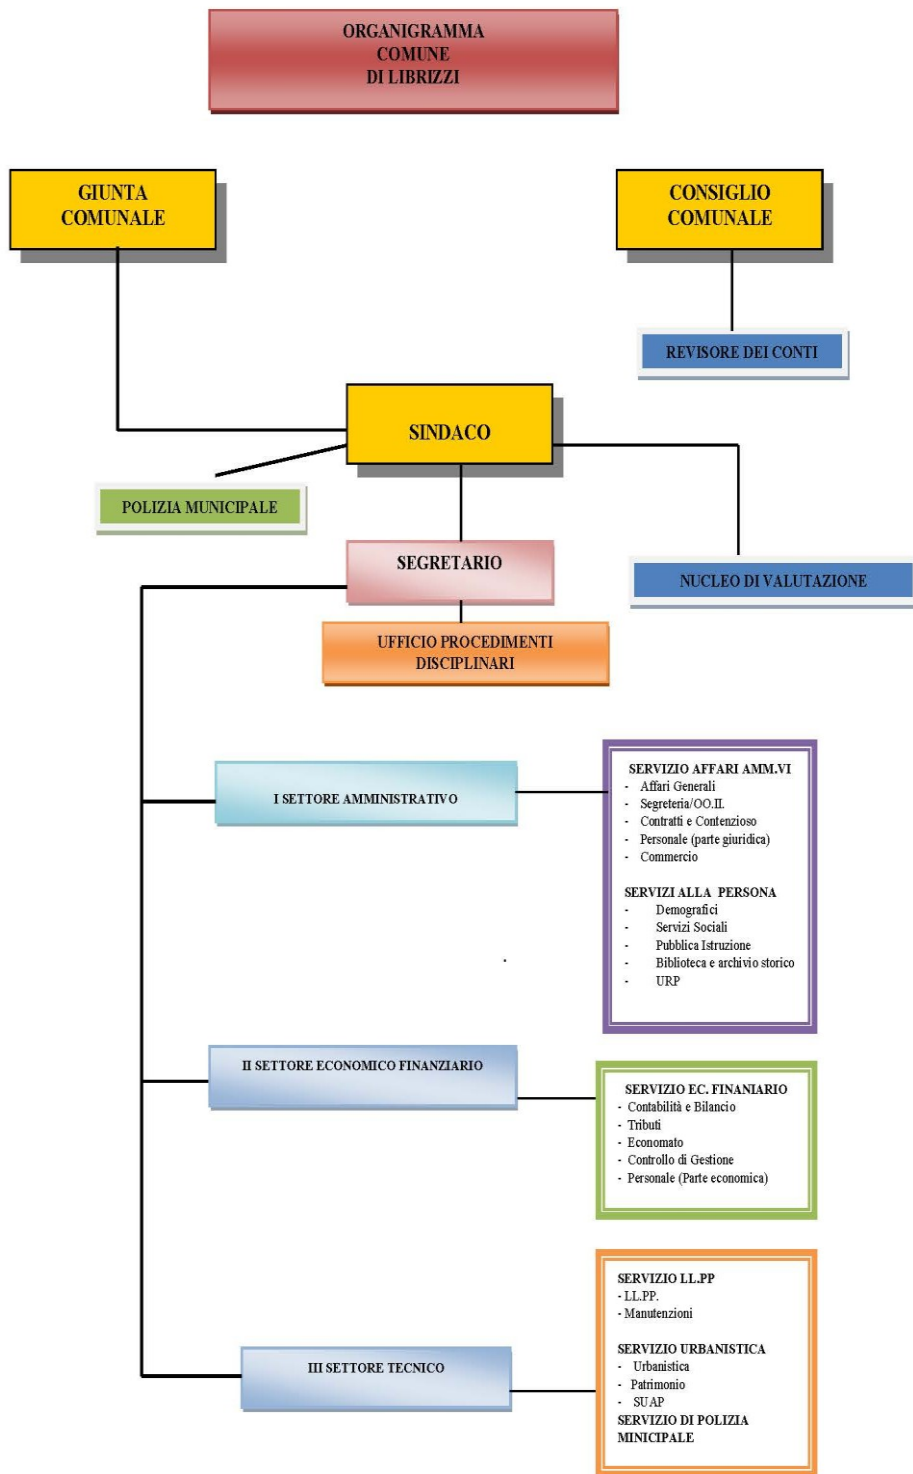 ORGANIGRAMMA
COMUNE
DI LIBRIZZI
GIUNTA
COMUNALE
CONSIGLIO
COMUNALE
REVISORE DEI CONTI
SINDACO
POLIZIA MUNICIPALE
SEGRETARIO
NUCLEO DI VALUTAZIONE
UFFICIO PROCEDIMENTI
DISCIPLINARI
I SETTORE AMMINISTRATIVO
SERVIZIO AFFARI AMM.VI
- Affari Generali
- Segreteria/OO.II.
- Contratti e Contenzioso
- Personale (parte giuridica)
- Commercio
SERVIZI ALLA PERSONA
- Demografici
- Servizi Sociali
- Pubblica Istruzione
- Biblioteca e archivio storico
- URP
II SETTORE ECONOMICO FINANZIARIO
SERVIZIO EC. FINANIARIO
- Contabilità e Bilancio
- Tributi
- Economato
- Controllo di Gestione
- Personale (Parte economica)
III SETTORE TECNICO
SERVIZIO LL.PP
- LL.PP.
- Manutenzioni
SERVIZIO URBANISTICA
- Urbanistica
- Patrimonio
- SUAP
SERVIZIO DI POLIZIA
MINICIPALE